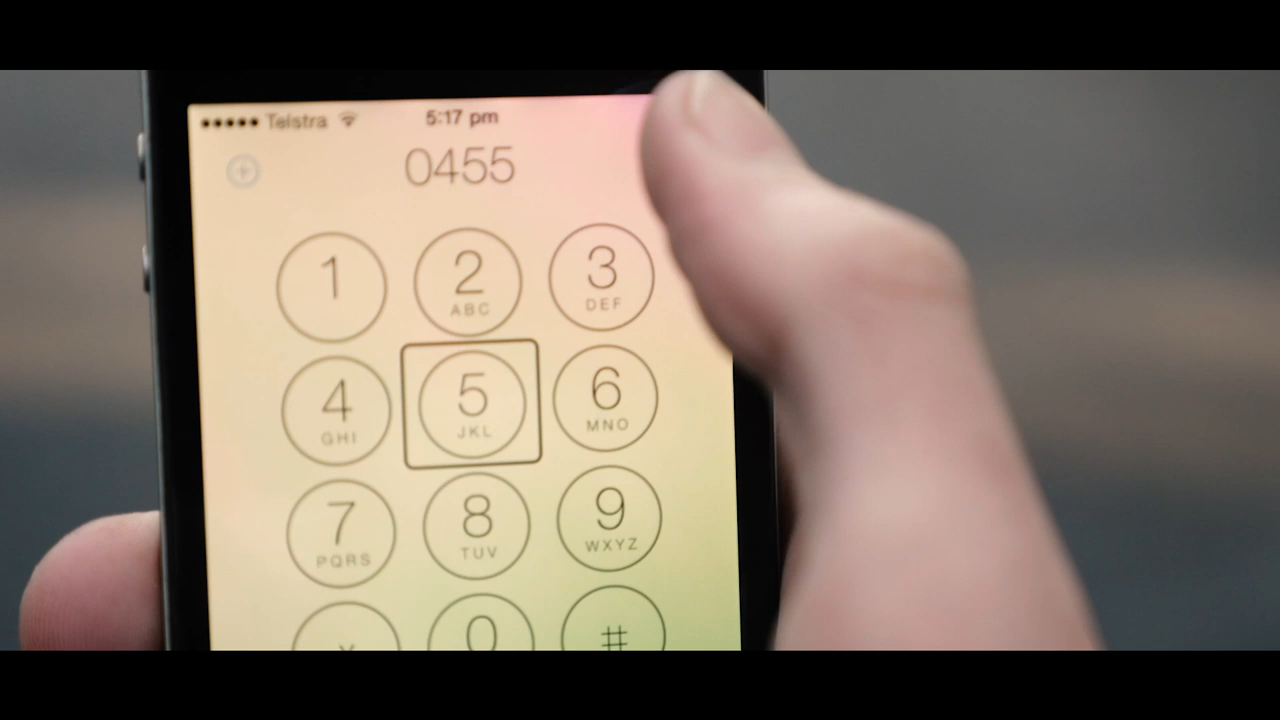 Telstra 5:17 pm
0455
1 2 3
ABC DEF
4 5 6
GHI JKL MNO
7 8 9
PQRS TUV WXYZ
0 #